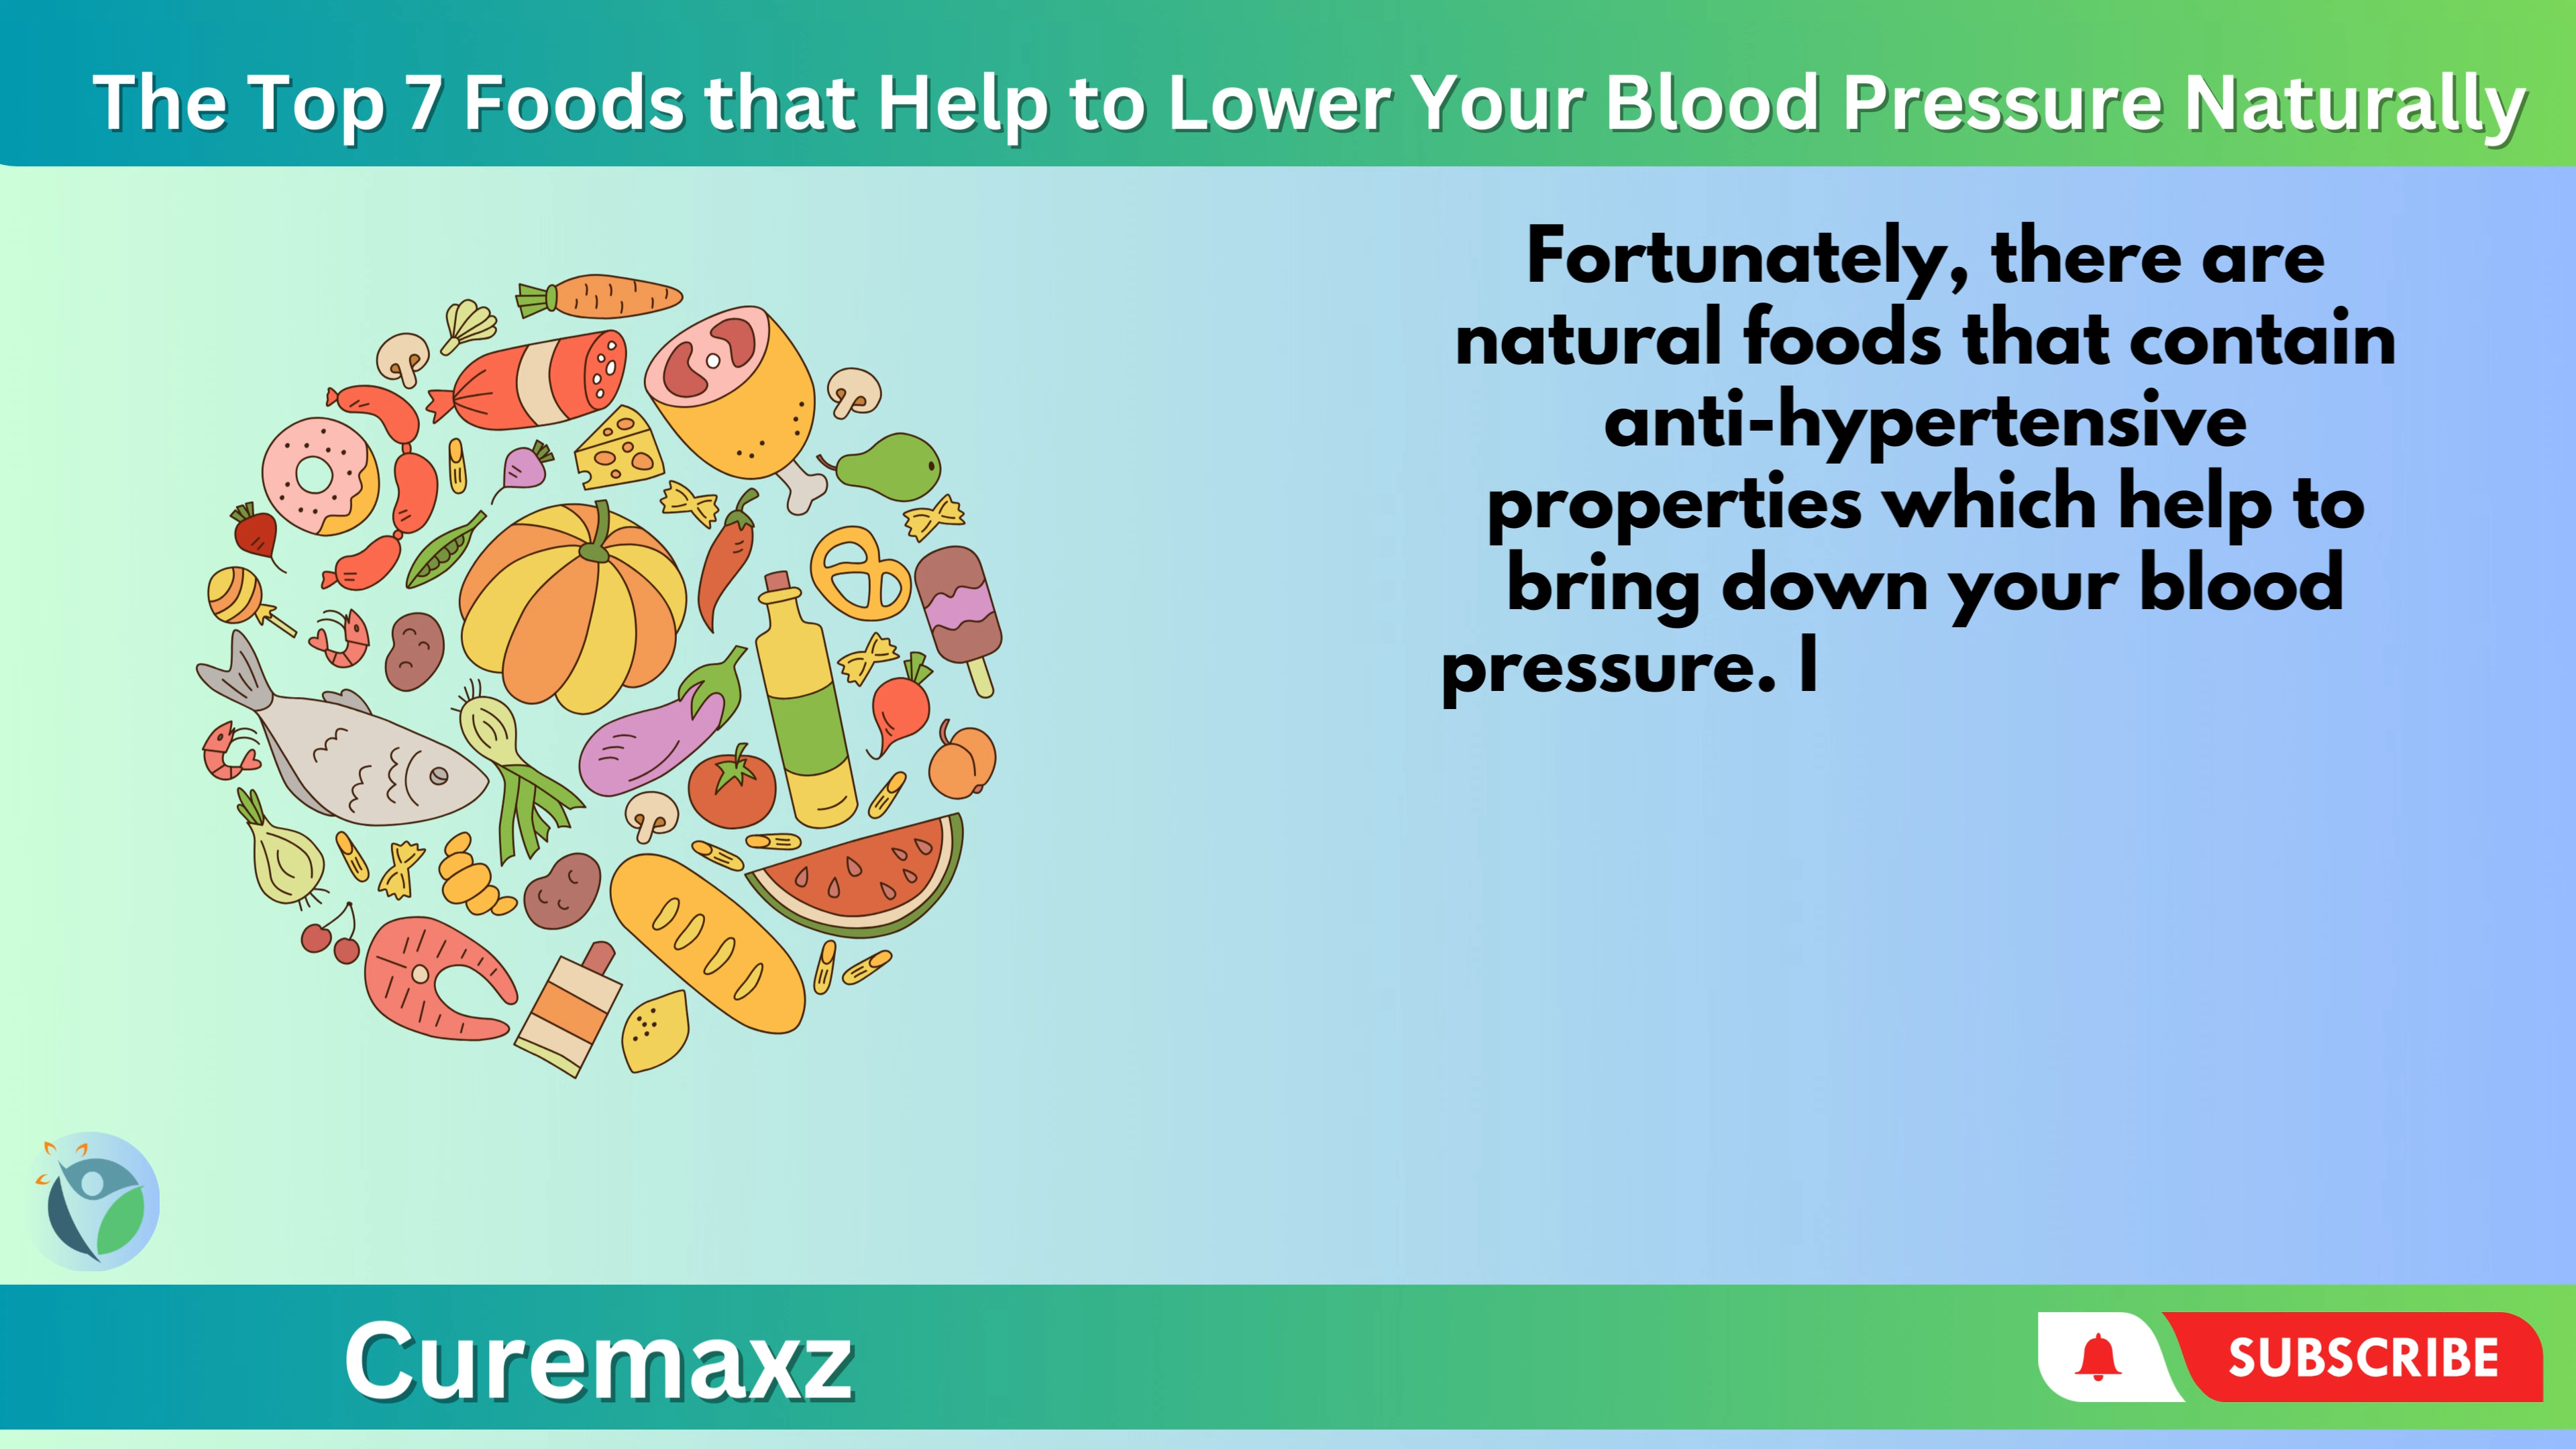 The Top 7 Foods that Help to Lower Your Blood Pressure Naturally
Fortunately, there are
natural foods that contain
anti-hypertensive
properties which help to
bring down your blood
pressure. I
Curemaxz
SUBSCRIBE